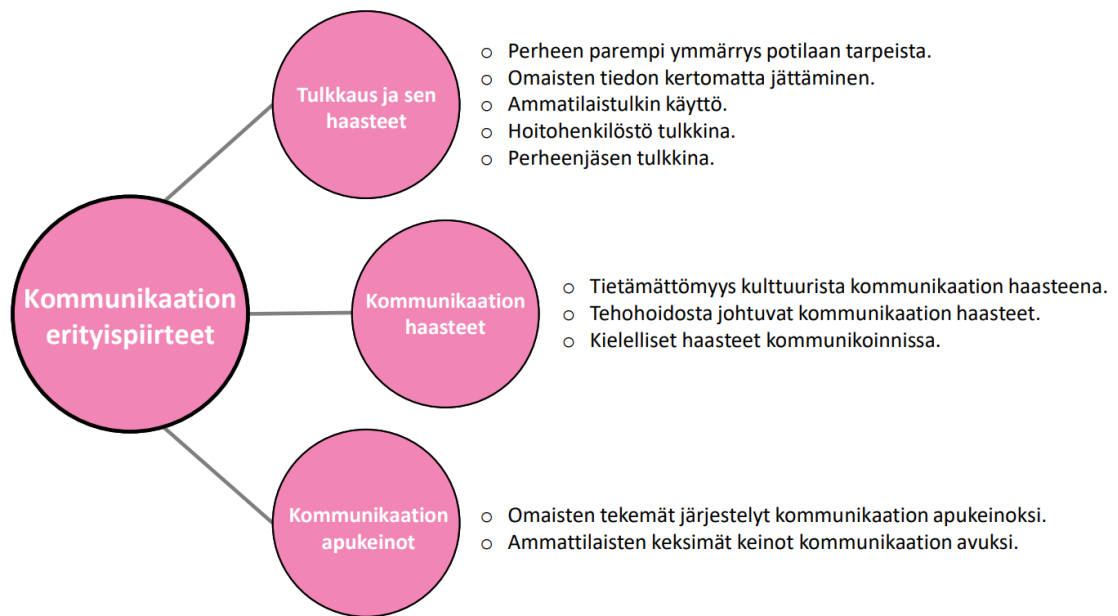 Kommunikaation
erityispiirteet
Tulkkaus ja sen
haasteet
○ Perheen parempi ymmärrys potilaan tarpeista.
○ Omaisten tiedon kertomatta jättäminen.
○ Ammatilaistulkin käyttö.
○ Hoitohenkilöstö tulkkina.
○ Perheenjäsen tulkkina.
Kommunikaation
haasteet
○ Tietämättömyys kulttuurista kommunikaation haasteena.
○ Tehohoidosta johtuvat kommunikaation haasteet.
○ Kielelliset haasteet kommunikoinnissa.
Kommunikaation
apukeinot
○ Omaisten tekemät järjestelyt kommunikaation apukeinoksi.
○ Ammattilaisten keksimät keinot kommunikaation avuksi.